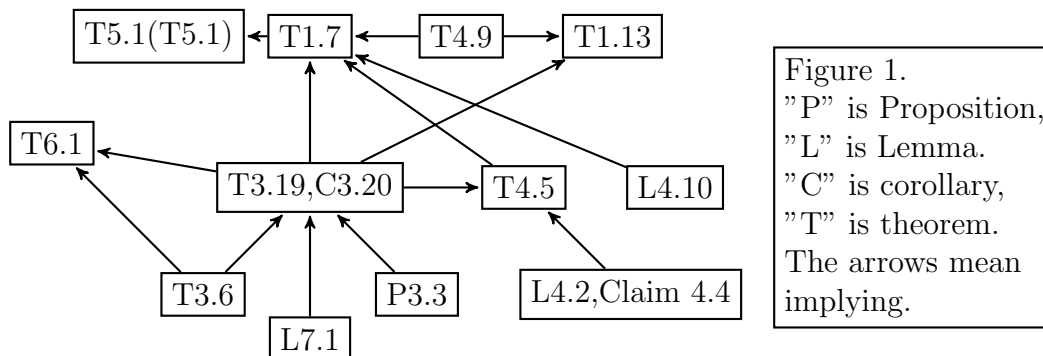 T5.1(T5.1)
T1.7
T4.9
T1.13
T6.1
T3.19,C3.20
T4.5
L4.10
T3.6
P3.3
L4.2,Claim 4.4
L7.1
Figure 1.
"P" is Proposition,
"L" is Lemma.
"C" is corollary,
"T" is theorem.
The arrows mean
implying.